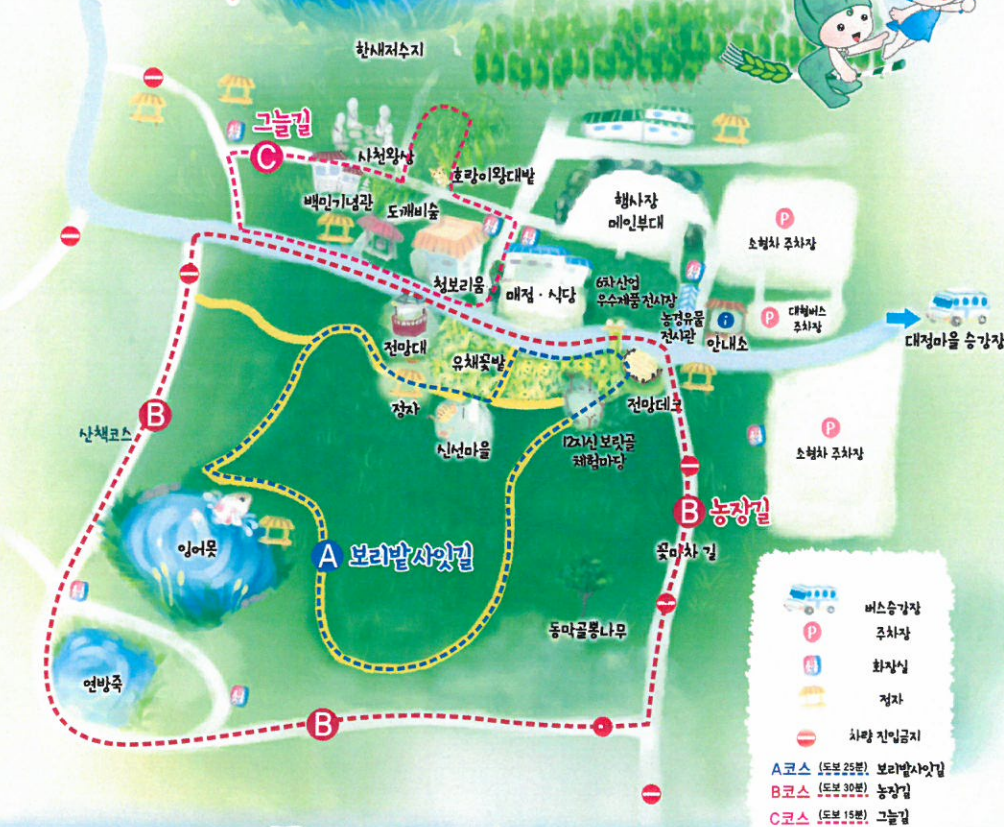 한새저수지
그늘길
C
사천왕상
호랑이왕대밭
백민기념관
도깨비숲
행사장
메인무대
P
소형차 주차장
청보리움
매점 · 식당
6차산업
우수제품 전시장
농경유물
전시관
i
안내소
P
대형버스
주차장
대정마을 승강장
전망대
유채꽃밭
정자
신선마을
12지신 보릿골
체험마당
전망데크
P
소형차 주차장
B
산책코스
잉어못
A 보리밭 사잇길
B 농장길
꽃마차 길
동막골뽕나무
연방죽
B
버스승강장
P 주차장
화장실
정자
차량 진입금지
A코스 (도보 25분) 보리밭사잇길
B코스 (도보 30분) 농장길
C코스 (도보 15분) 그늘길